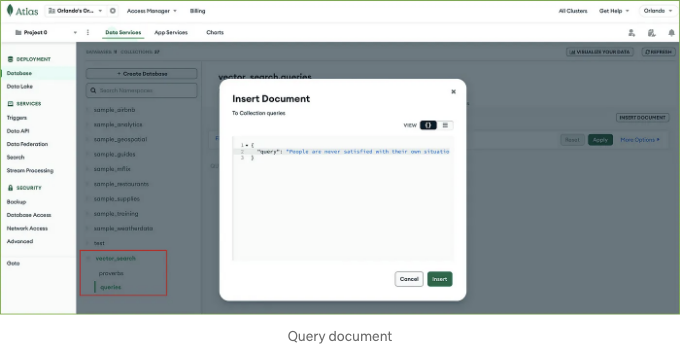 Atlas
Orlando's Or...
Access Manager
Billing
All Clusters
Get Help
Orlando
Project 0
Data Services
App Services
Charts
DEPLOYMENT
Database
Data Lake
SERVICES
Triggers
Data API
Data Federation
Search
Stream Processing
SECURITY
Backup
Database Access
Network Access
Advanced
Goto
DATABASES > COLLECTIONS
VISUALIZE YOUR DATA
REFRESH
+ Create Database
Search Namespaces
sample_airbnb
sample_analytics
sample_geospatial
sample_guides
sample_mflix
sample_restaurants
sample_supplies
sample_training
sample_weatherdata
test
vector_search
proverbs
queries
vector_search.queries
INSERT DOCUMENT
Reset
Apply
More Options
Insert Document
To Collection queries
VIEW {}
1 {
2 "query": "People are never satisfied with their own situatio
3 }
Cancel
Insert
Query document